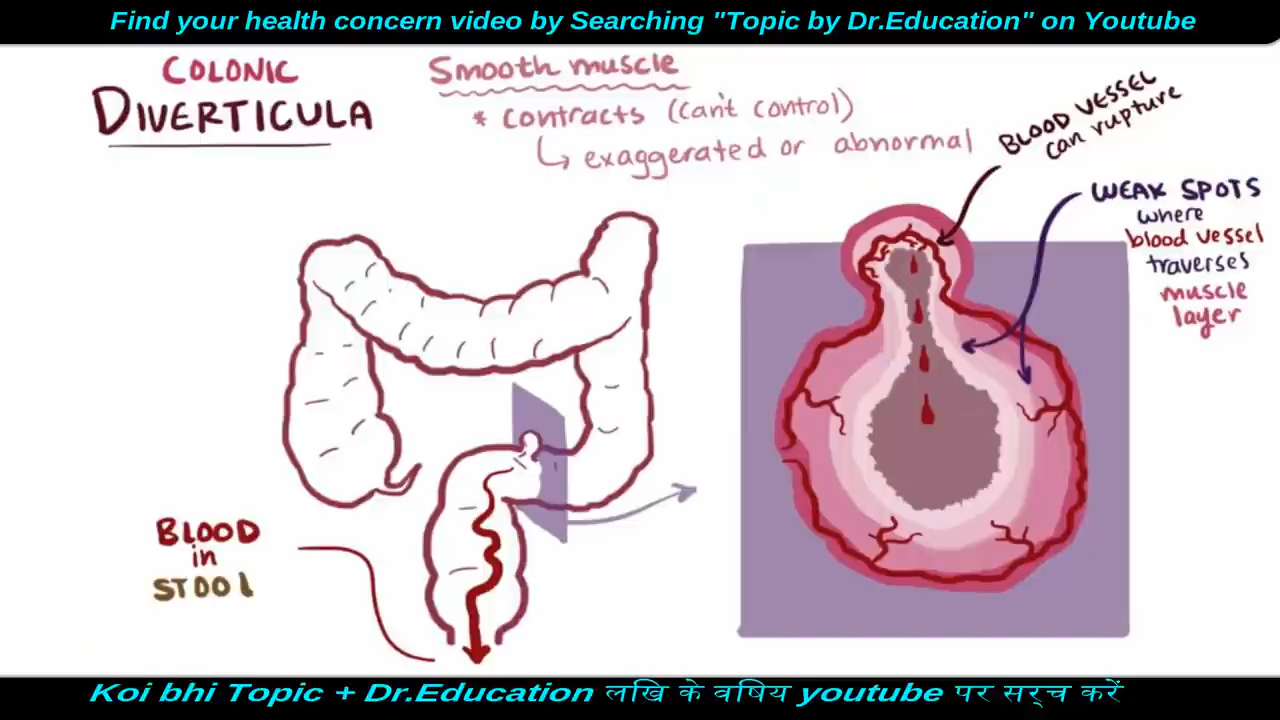 Find your health concern video by Searching "Topic by Dr.Education" on Youtube
COLONIC
DIVERTICULA
Smooth muscle
* contracts (can't control)
↳ exaggerated or abnormal
BLOOD VESSEL
can rupture
WEAK SPOTS
where
blood vessel
traverses
muscle
layer
BLOOD
in
STOOL
Koi bhi Topic + Dr.Education लखि के वषिय youtube पर सर्च करें